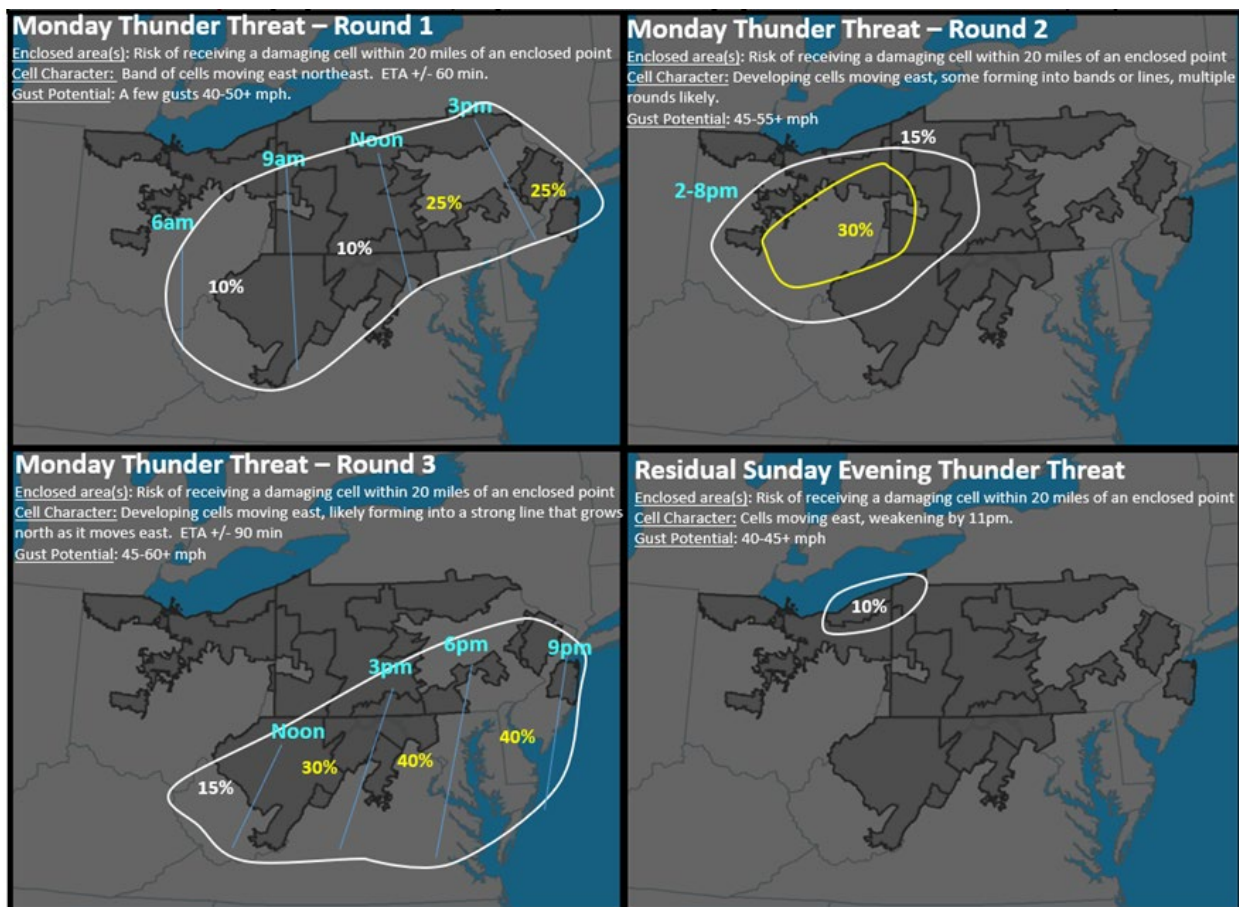 Monday Thunder Threat – Round 1
Enclosed area(s): Risk of receiving a damaging cell within 20 miles of an enclosed point
Cell Character: Band of cells moving east northeast. ETA +/- 60 min.
Gust Potential: A few gusts 40-50+ mph.
3pm
Noon
9am
6am
25%
25%
10%
10%
Monday Thunder Threat – Round 2
Enclosed area(s): Risk of receiving a damaging cell within 20 miles of an enclosed point
Cell Character: Developing cells moving east, some forming into bands or lines, multiple
rounds likely.
Gust Potential: 45-55+ mph
15%
2-8pm
30%
Monday Thunder Threat – Round 3
Enclosed area(s): Risk of receiving a damaging cell within 20 miles of an enclosed point
Cell Character: Developing cells moving east, likely forming into a strong line that grows
north as it moves east. ETA +/- 90 min
Gust Potential: 45-60+ mph
6pm
9pm
3pm
Noon
40%
30%
40%
15%
Residual Sunday Evening Thunder Threat
Enclosed area(s): Risk of receiving a damaging cell within 20 miles of an enclosed point
Cell Character: Cells moving east, weakening by 11pm.
Gust Potential: 40-45+ mph
10%